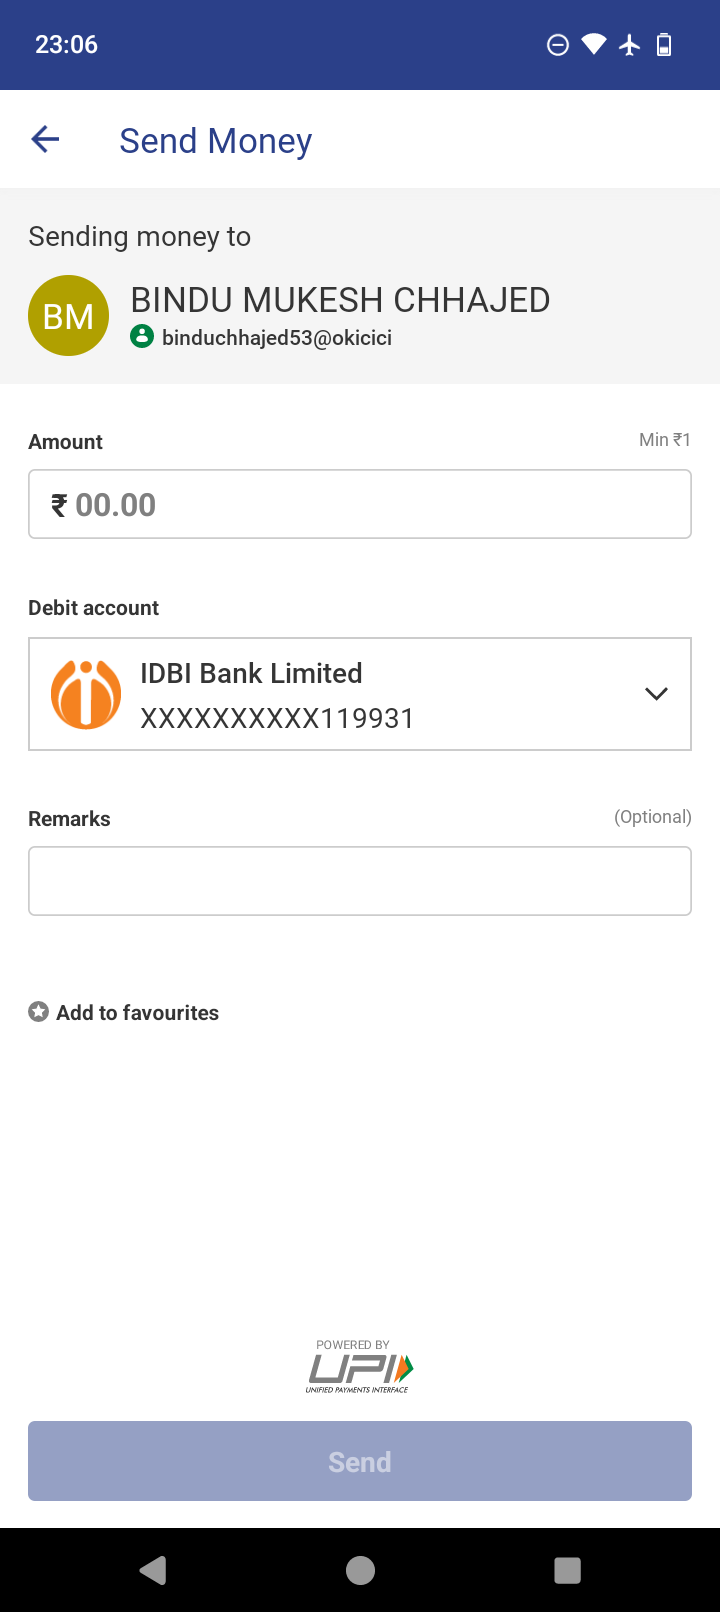 23:06
Send Money
Sending money to
BM
BINDU MUKESH CHHAJED
binduchhajed53@okicici
Amount
Min ₹1
₹ 00.00
Debit account
IDBI Bank Limited
XXXXXXXXXX119931
Remarks
(Optional)
Add to favourites
POWERED BY
UPI
UNIFIED PAYMENTS INTERFACE
Send